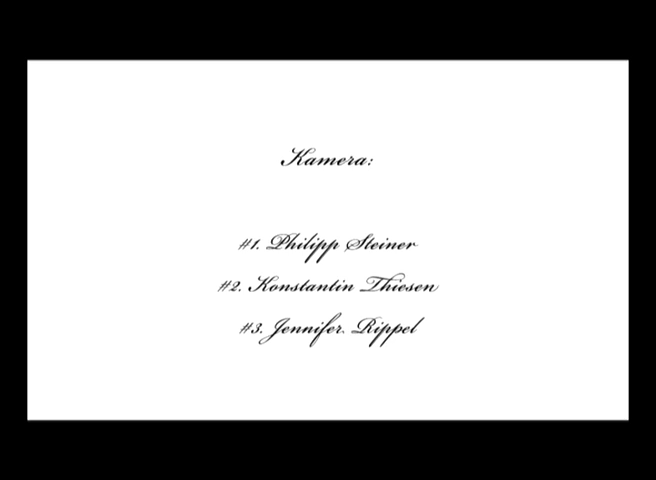 Kamera:
#1. Philipp Steiner
#2. Konstantin Thiesen
#3. Jennifer. Rippel